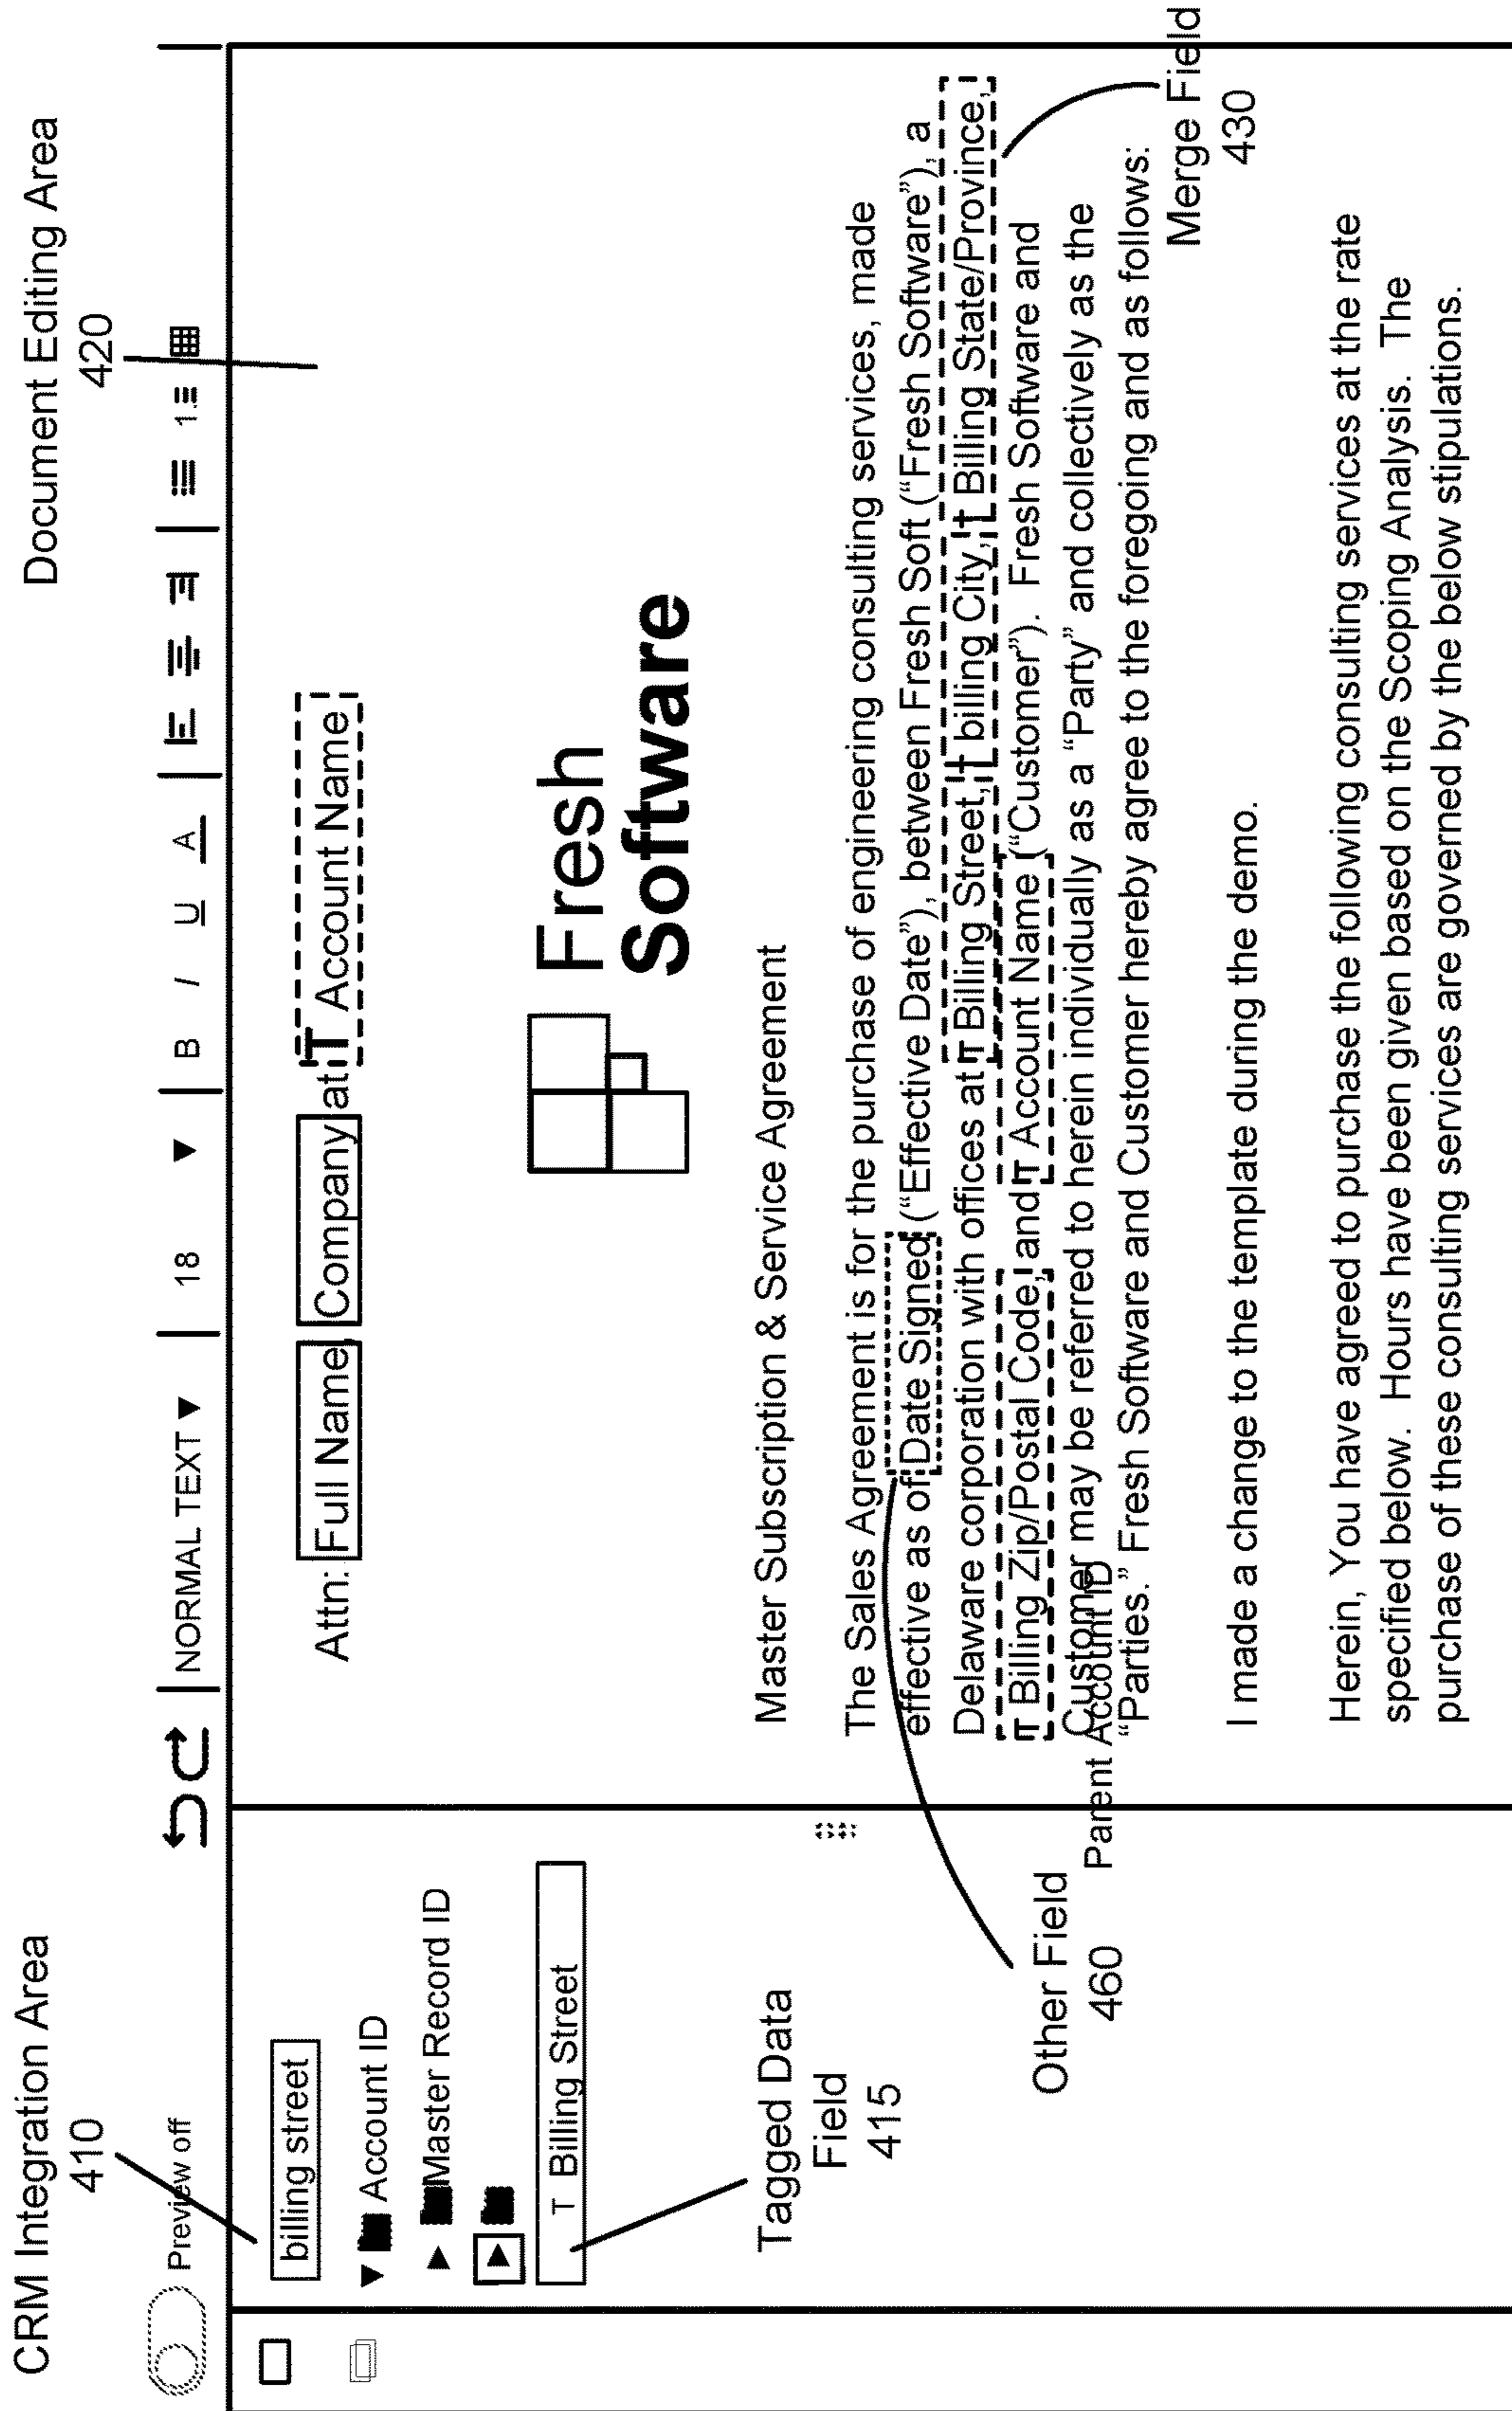 CRM Integration Area
410
Document Editing Area
420
Preview off
NORMAL TEXT ▼ 18 ▼ B I U A
billing street
▼ Account ID
▶ Master Record ID
▶
T Billing Street
Tagged Data
Field
415
Other Field
460
Parent Account ID
Attn: Full Name Company at T Account Name
Fresh
Software
Master Subscription & Service Agreement
The Sales Agreement is for the purchase of engineering consulting services, made
effective as of Date Signed (“Effective Date”), between Fresh Soft (“Fresh Software”), a
Delaware corporation with offices at T Billing Street, T billing City, T Billing State/Province,
T Billing Zip/Postal Code, and T Account Name (“Customer”). Fresh Software and
Customer may be referred to herein individually as a “Party” and collectively as the
“Parties.” Fresh Software and Customer hereby agree to the foregoing and as follows:
Merge Field
430
I made a change to the template during the demo.
Herein, You have agreed to purchase the following consulting services at the rate
specified below. Hours have been given based on the Scoping Analysis. The
purchase of these consulting services are governed by the below stipulations.